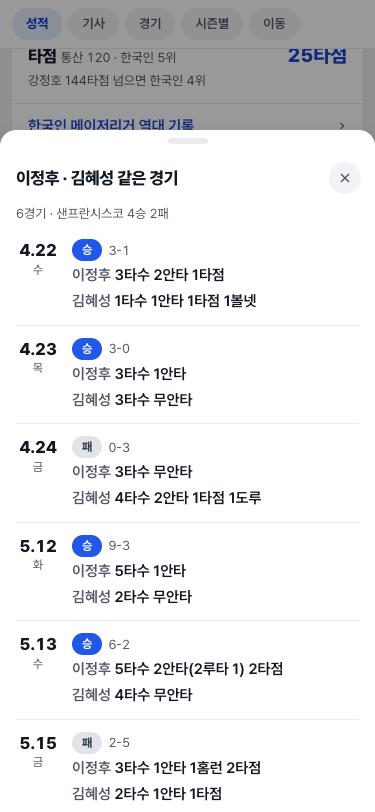 성적 기사 경기 시즌별 이동
타점 통산 120 · 한국인 5위 25타점
강정호 144타점 넘으면 한국인 4위
한국인 메이저리거 역대 기록
이정후 · 김혜성 같은 경기
6경기 · 샌프란시스코 4승 2패
4.22 승 3-1
수
이정후 3타수 2안타 1타점
김혜성 1타수 1안타 1타점 1볼넷
4.23 승 3-0
목
이정후 3타수 1안타
김혜성 3타수 무안타
4.24 패 0-3
금
이정후 3타수 무안타
김혜성 4타수 2안타 1타점 1도루
5.12 승 9-3
화
이정후 5타수 1안타
김혜성 2타수 무안타
5.13 승 6-2
수
이정후 5타수 2안타(2루타 1) 2타점
김혜성 4타수 무안타
5.15 패 2-5
금
이정후 3타수 1안타 1홈런 2타점
김혜성 2타수 1안타 1타점